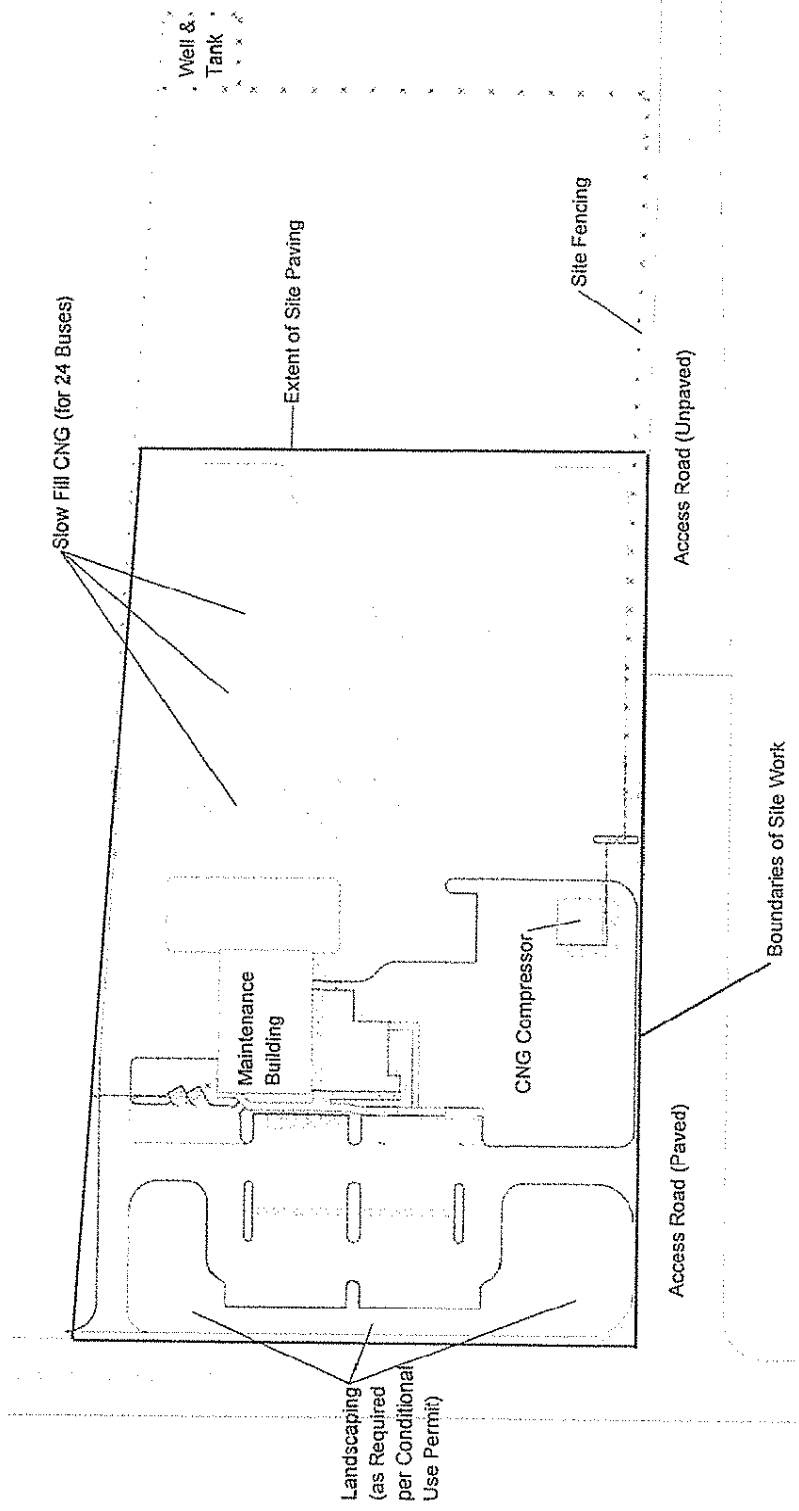 Well &
Tank
Slow Fill CNG (for 24 Buses)
Extent of Site Paving
Site Fencing
Access Road (Unpaved)
Maintenance
Building
CNG Compressor
Boundaries of Site Work
Access Road (Paved)
Landscaping
(as Required
per Conditional
Use Permit)